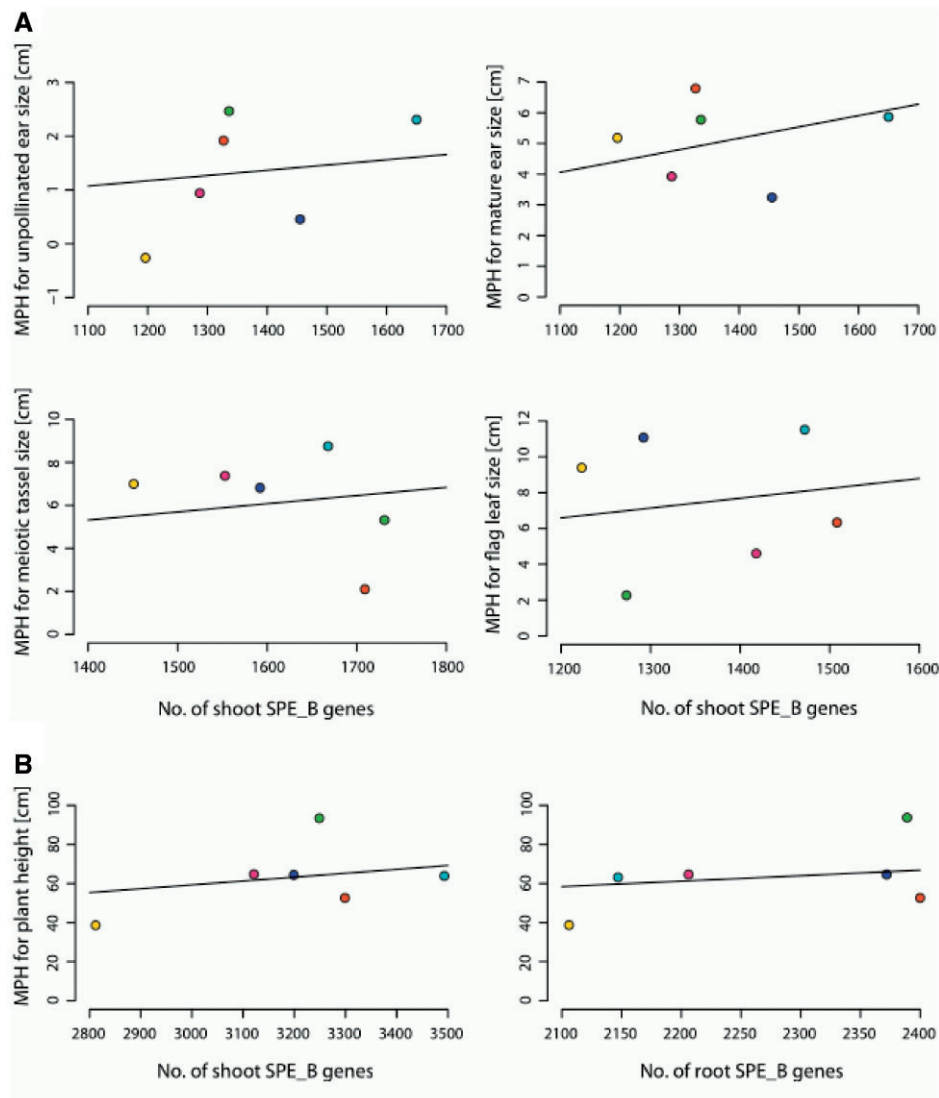 A
MPH for unpollinated ear size [cm]
3
2
1
0
−1
1100 1200 1300 1400 1500 1600 1700
MPH for mature ear size [cm]
7
6
5
4
3
2
1
0
1100 1200 1300 1400 1500 1600 1700
MPH for meiotic tassel size [cm]
10
8
6
4
2
0
1400 1500 1600 1700 1800
No. of shoot SPE_B genes
MPH for flag leaf size [cm]
12
10
8
6
4
2
0
1200 1300 1400 1500 1600
No. of shoot SPE_B genes
B
MPH for plant height [cm]
100
80
60
40
20
0
2800 2900 3000 3100 3200 3300 3400 3500
No. of shoot SPE_B genes
100
80
60
40
20
0
2100 2150 2200 2250 2300 2350 2400
No. of root SPE_B genes